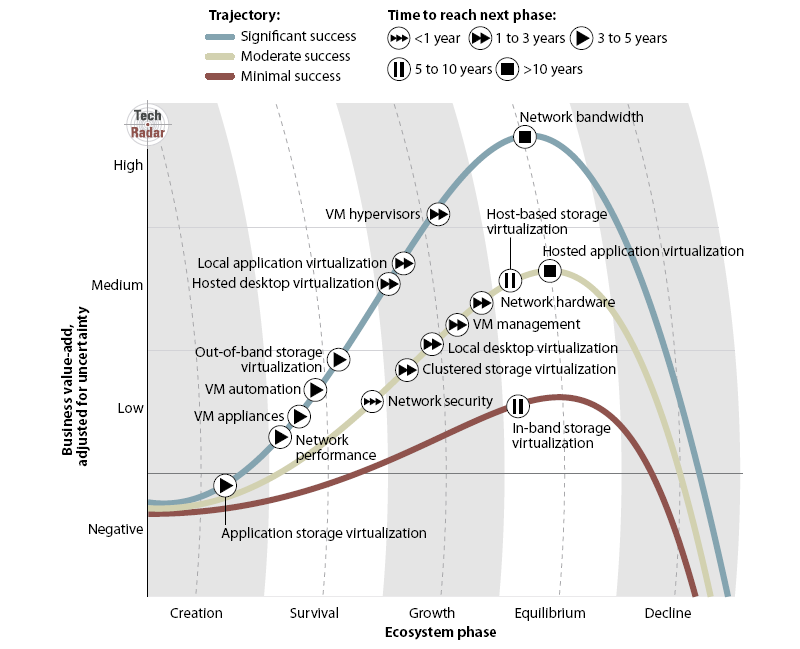 Trajectory:
Significant success
Moderate success
Minimal success
Time to reach next phase:
<1 year
1 to 3 years
3 to 5 years
5 to 10 years
>10 years
Tech
Radar
Business value-add,
adjusted for uncertainty
High
Medium
Low
Negative
Network bandwidth
VM hypervisors
Host-based storage
virtualization
Hosted application virtualization
Local application virtualization
Hosted desktop virtualization
Network hardware
VM management
Local desktop virtualization
Out-of-band storage
virtualization
Clustered storage virtualization
VM automation
Network security
VM appliances
Network
performance
In-band storage
virtualization
Application storage virtualization
Creation
Survival
Growth
Equilibrium
Decline
Ecosystem phase